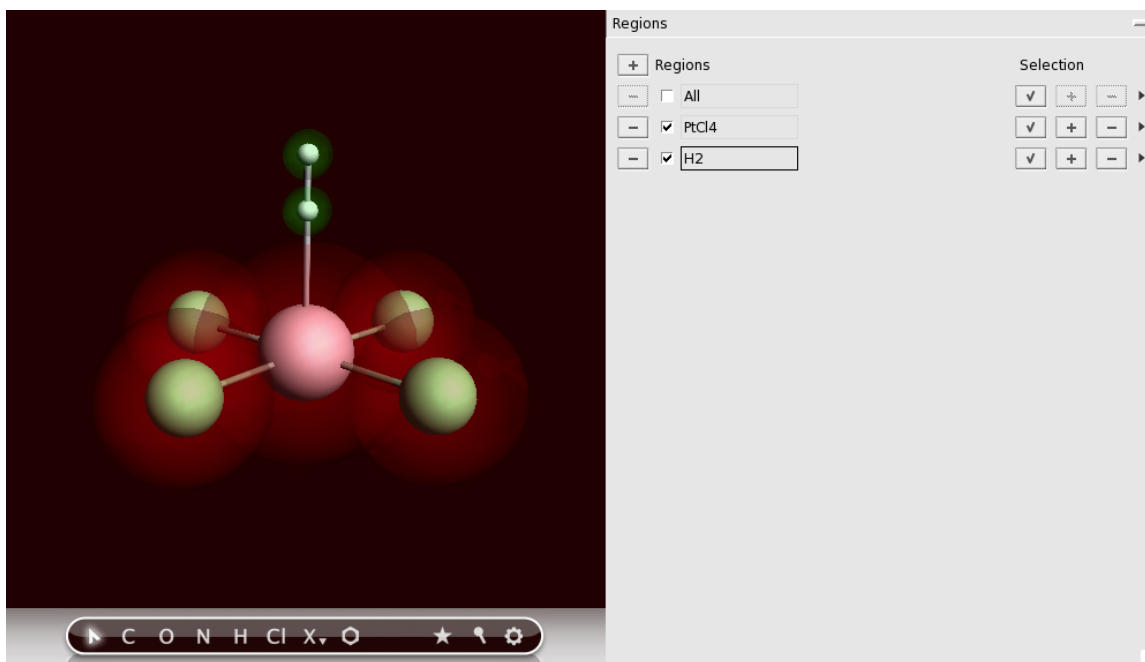 Regions
Regions Selection
All
PtCl4
H2
C O N H Cl X